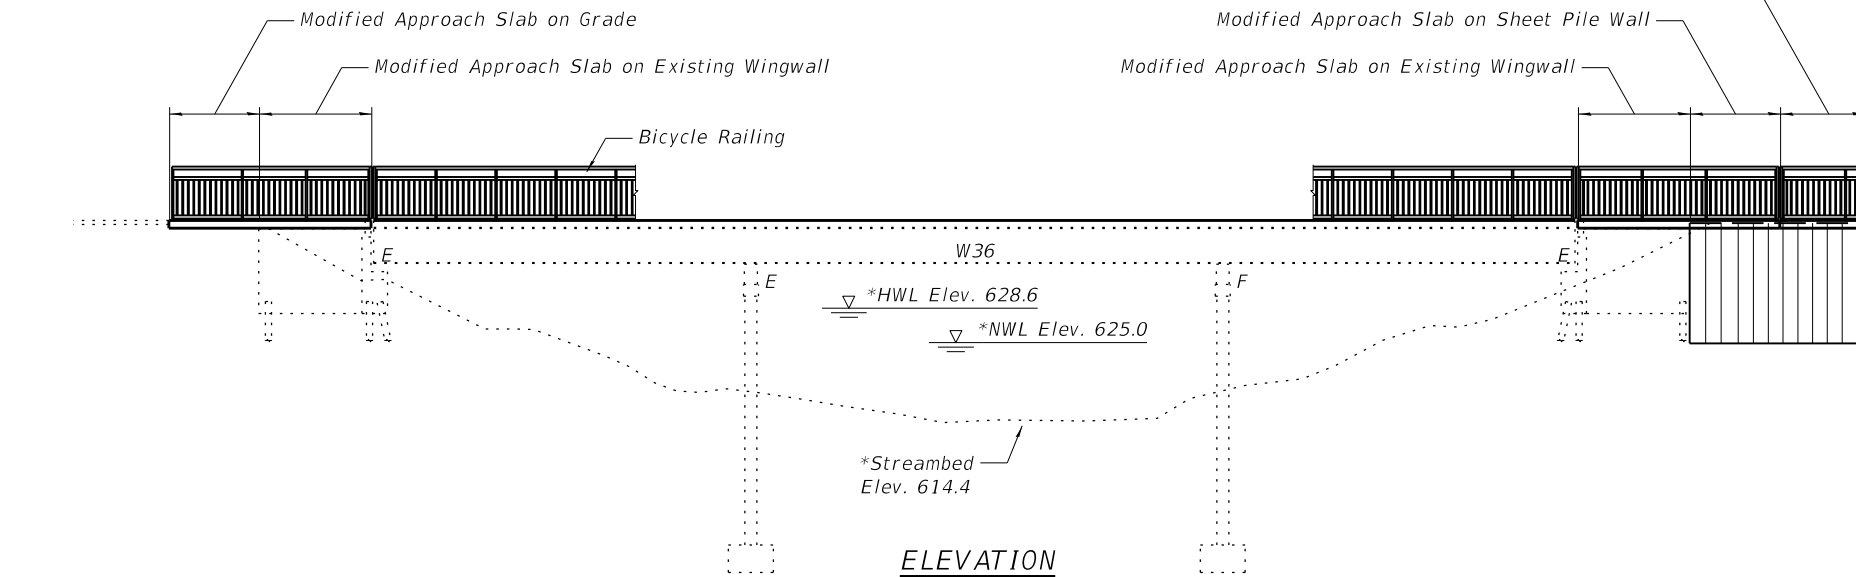 Modified Approach Slab on Grade
Modified Approach Slab on Sheet Pile Wall
Modified Approach Slab on Existing Wingwall
Modified Approach Slab on Existing Wingwall
Bicycle Railing
E
W36
E
E
F
*HWL Elev. 628.6
*NWL Elev. 625.0
*Streambed
Elev. 614.4
ELEVATION